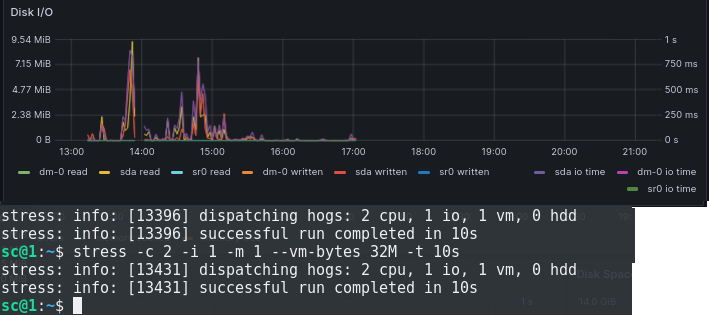 Disk I/O
9.54 MiB
7.15 MiB
4.77 MiB
2.38 MiB
0 B
1 s
750 ms
500 ms
250 ms
0 s
13:00 14:00 15:00 16:00 17:00 18:00 19:00 20:00 21:00
dm-0 read sda read sr0 read dm-0 written sda written sr0 written sda io time dm-0 io time
sr0 io time
stress: info: [13396] dispatching hogs: 2 cpu, 1 io, 1 vm, 0 hdd
stress: info: [13396] successful run completed in 10s
sc@1:~$ stress -c 2 -i 1 -m 1 --vm-bytes 32M -t 10s
stress: info: [13431] dispatching hogs: 2 cpu, 1 io, 1 vm, 0 hdd
stress: info: [13431] successful run completed in 10s
sc@1:~$
Disk Space
1 s
14.0 GiB